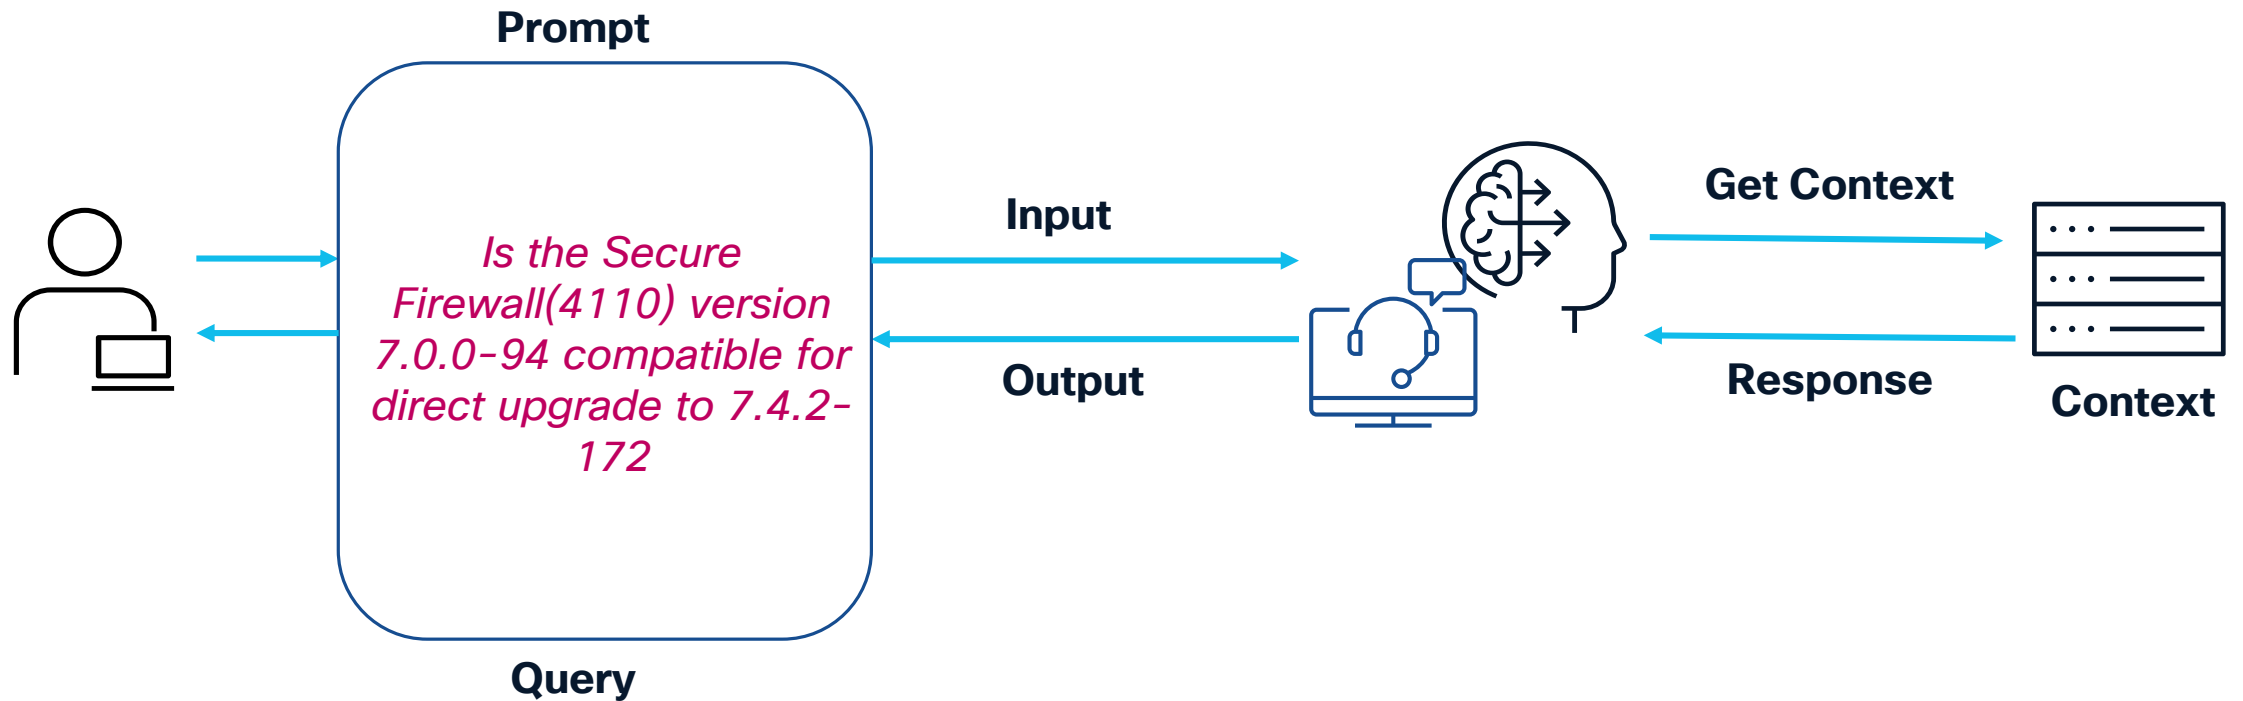 Prompt
Is the Secure
Firewall(4110) version
7.0.0-94 compatible for
direct upgrade to 7.4.2-
172
Query
Input
Output
Get Context
Response
Context